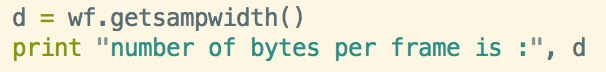 d = wf.getsampwidth()
print "number of bytes per frame is :", d